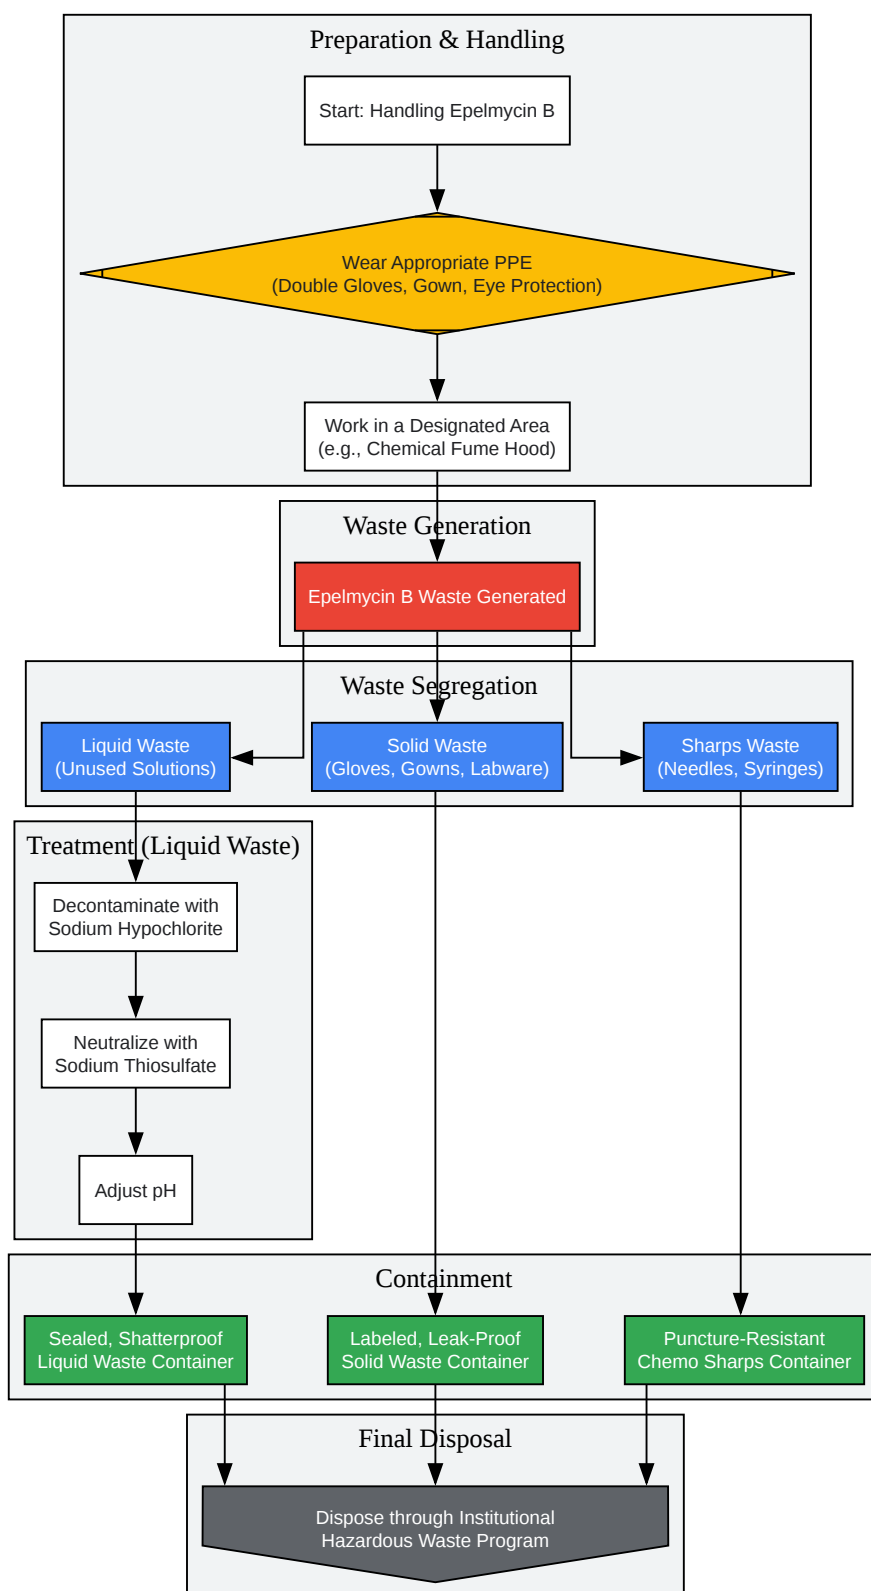 Preparation & Handling
Start: Handling Epelmycin B
Wear Appropriate PPE
(Double Gloves, Gown, Eye Protection)
Work in a Designated Area
(e.g., Chemical Fume Hood)
Waste Generation
Epelmycin B Waste Generated
Waste Segregation
Liquid Waste
(Unused Solutions)
Solid Waste
(Gloves, Gowns, Labware)
Sharps Waste
(Needles, Syringes)
Treatment (Liquid Waste)
Decontaminate with
Sodium Hypochlorite
Neutralize with
Sodium Thiosulfate
Adjust pH
Containment
Sealed, Shatterproof
Liquid Waste Container
Labeled, Leak-Proof
Solid Waste Container
Puncture-Resistant
Chemo Sharps Container
Final Disposal
Dispose through Institutional
Hazardous Waste Program